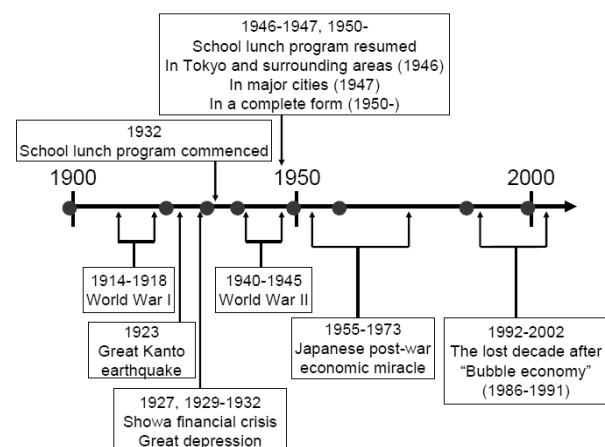 1946-1947, 1950-
School lunch program resumed
In Tokyo and surrounding areas (1946)
In major cities (1947)
In a complete form (1950-)
1932
School lunch program commenced
1900
1950
2000
1914-1918
World War I
1940-1945
World War II
1923
Great Kanto
earthquake
1955-1973
Japanese post-war
economic miracle
1992-2002
The lost decade after
“Bubble economy”
(1986-1991)
1927, 1929-1932
Showa financial crisis
Great depression